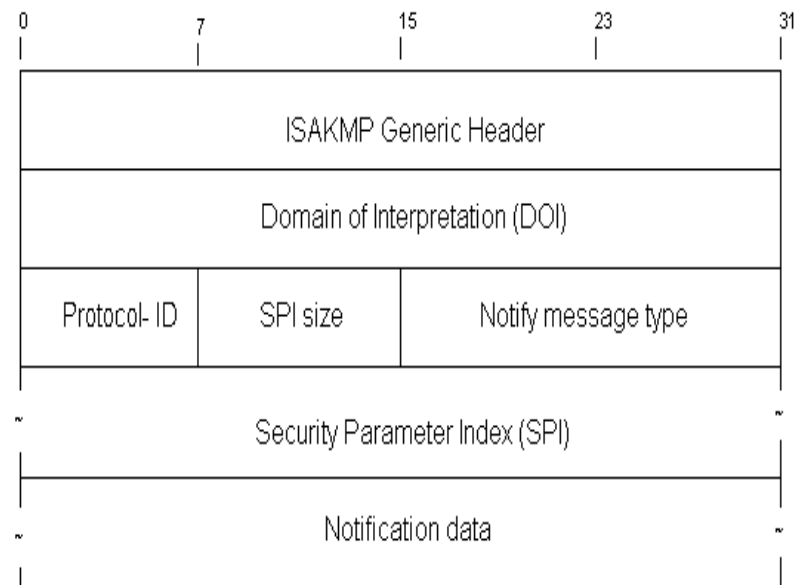 0 7 15 23 31
ISAKMP Generic Header
Domain of Interpretation (DOI)
Protocol- ID SPI size Notify message type
~ ~
Security Parameter Index (SPI)
~ ~
Notification data